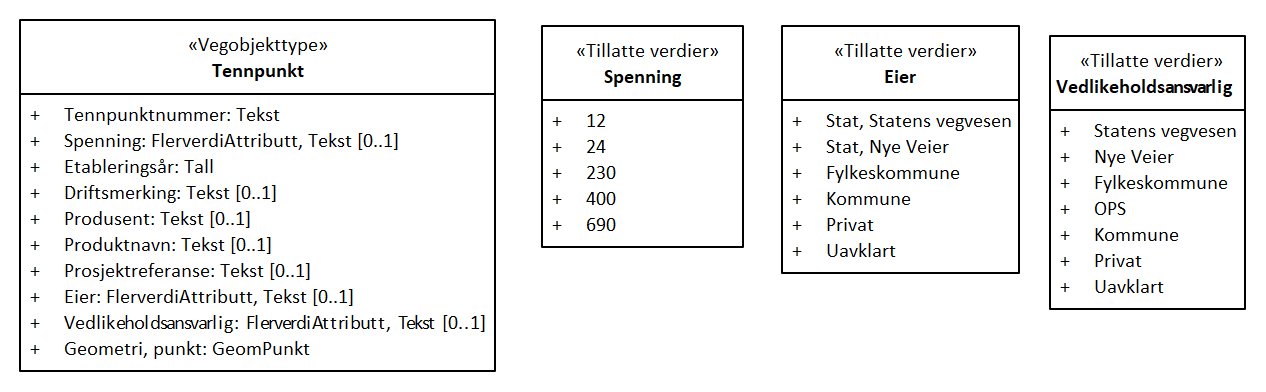 «Vegobjekttype»
Tennpunkt
+ Tennpunktnummer: Tekst
+ Spenning: FlerverdiAttributt, Tekst [0..1]
+ Etableringsår: Tall
+ Driftsmerking: Tekst [0..1]
+ Produsent: Tekst [0..1]
+ Produktnavn: Tekst [0..1]
+ Prosjektreferanse: Tekst [0..1]
+ Eier: FlerverdiAttributt, Tekst [0..1]
+ Vedlikeholdsansvarlig: FlerverdiAttributt, Tekst [0..1]
+ Geometri, punkt: GeomPunkt
«Tillatte verdier»
Spenning
+ 12
+ 24
+ 230
+ 400
+ 690
«Tillatte verdier»
Eier
+ Stat, Statens vegvesen
+ Stat, Nye Veier
+ Fylkeskommune
+ Kommune
+ Privat
+ Uavklart
«Tillatte verdier»
Vedlikeholdsansvarlig
+ Statens vegvesen
+ Nye Veier
+ Fylkeskommune
+ OPS
+ Kommune
+ Privat
+ Uavklart